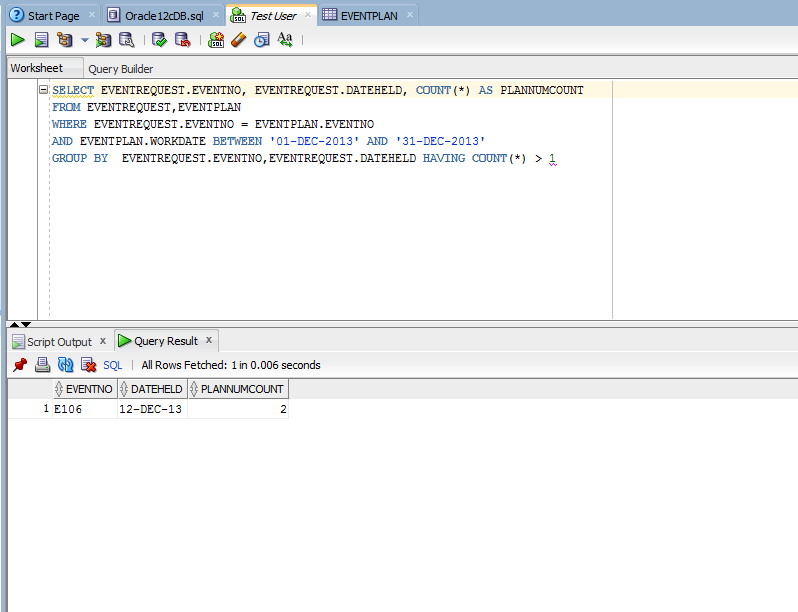 Start Page × Oracle12cDB.sql × Test User × EVENTPLAN ×
SQL Aa
Worksheet Query Builder
SELECT EVENTREQUEST.EVENTNO, EVENTREQUEST.DATEHELD, COUNT(*) AS PLANNUMCOUNT
FROM EVENTREQUEST,EVENTPLAN
WHERE EVENTREQUEST.EVENTNO = EVENTPLAN.EVENTNO
AND EVENTPLAN.WORKDATE BETWEEN '01-DEC-2013' AND '31-DEC-2013'
GROUP BY  EVENTREQUEST.EVENTNO,EVENTREQUEST.DATEHELD HAVING COUNT(*) > 1
Script Output × Query Result ×
SQL | All Rows Fetched: 1 in 0.006 seconds
EVENTNO DATEHELD PLANNUMCOUNT
1 E106 12-DEC-13 2